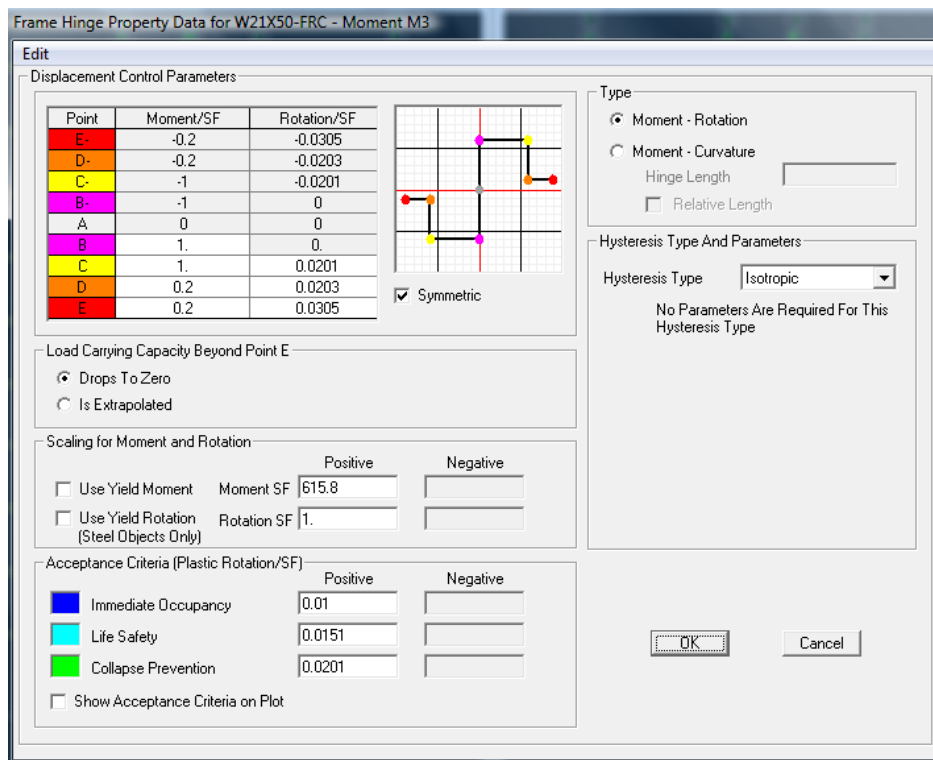 Frame Hinge Property Data for W21X50-FRC - Moment M3
Edit
Displacement Control Parameters
Point Moment/SF Rotation/SF
E- -0.2 -0.0305
D- -0.2 -0.0203
C- -1 -0.0201
B- -1 0
A 0 0
B 1. 0.
C 1. 0.0201
D 0.2 0.0203
E 0.2 0.0305
Symmetric
Load Carrying Capacity Beyond Point E
Drops To Zero
Is Extrapolated
Scaling for Moment and Rotation
Positive Negative
Use Yield Moment Moment SF 615.8
Use Yield Rotation Rotation SF 1.
(Steel Objects Only)
Acceptance Criteria (Plastic Rotation/SF)
Positive Negative
Immediate Occupancy 0.01
Life Safety 0.0151
Collapse Prevention 0.0201
Show Acceptance Criteria on Plot
Type
Moment - Rotation
Moment - Curvature
Hinge Length
Relative Length
Hysteresis Type And Parameters
Hysteresis Type Isotropic
No Parameters Are Required For This
Hysteresis Type
OK Cancel